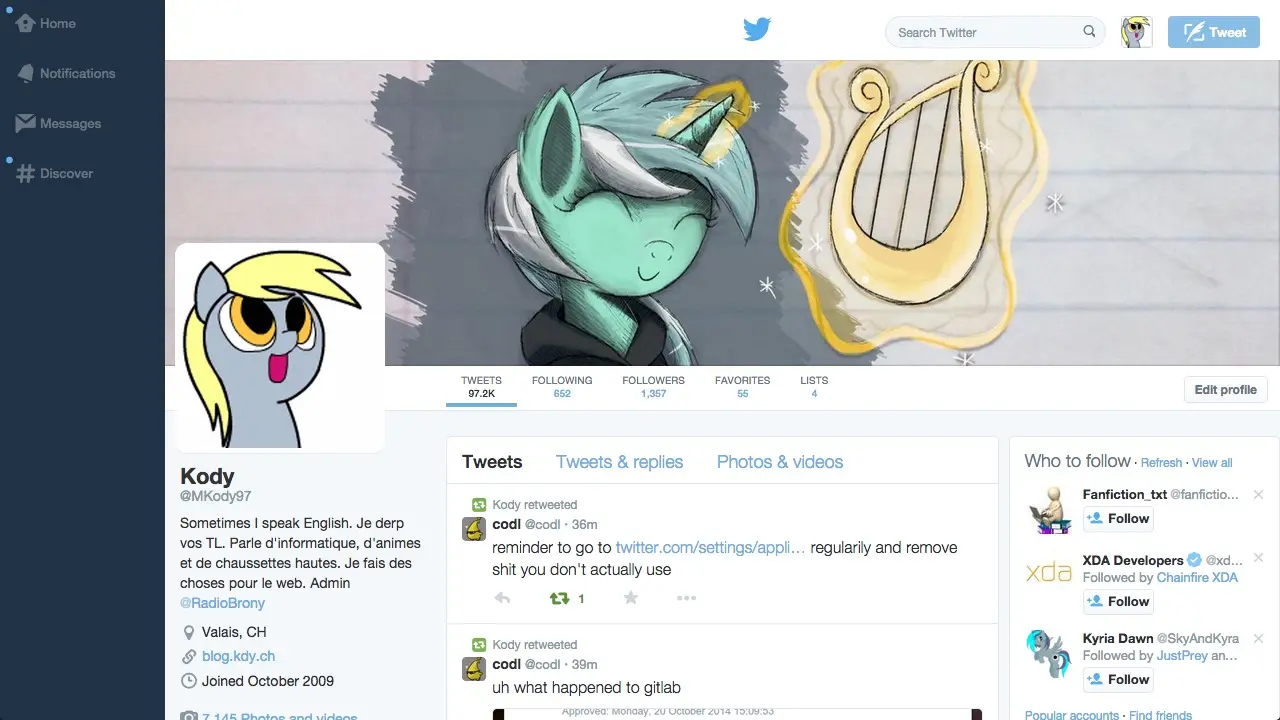 Home
Notifications
Messages
Discover
Search Twitter
Tweet
TWEETS
97.2K
FOLLOWING
652
FOLLOWERS
1,357
FAVORITES
55
LISTS
4
Edit profile
Kody
@MKody97
Sometimes I speak English. Je derp
vos TL. Parle d'informatique, d'animes
et de chaussettes hautes. Je fais des
choses pour le web. Admin
@RadioBrony
Valais, CH
blog.kdy.ch
Joined October 2009
7,145 Photos and videos
Tweets
Tweets & replies
Photos & videos
Kody retweeted
codl @codl · 36m
reminder to go to twitter.com/settings/appli… regularily and remove
shit you don't actually use
1
Kody retweeted
codl @codl · 39m
uh what happened to gitlab
Approved: Monday, 20 October 2014 15:09:53
Who to follow · Refresh · View all
Fanfiction_txt @fanfictio...
Follow
XDA Developers @xd...
Followed by Chainfire XDA
Follow
Kyria Dawn @SkyAndKyra
Followed by JustPrey an...
Follow
Popular accounts · Find friends
xda